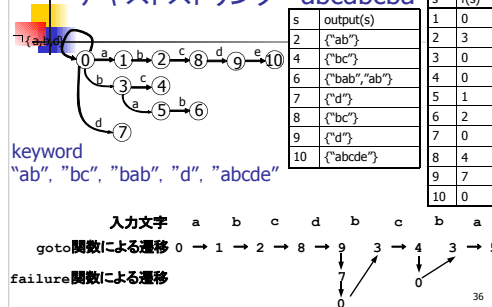 テキストストリング "abcdbcba"
¬{a,b,d}
0 a 1 b 2 c 8 d 9 e 10
b 3 c 4
a 5 b 6
d 7
s output(s)
2 {"ab"}
4 {"bc"}
6 {"bab","ab"}
7 {"d"}
8 {"bc"}
9 {"d"}
10 {"abcde"}
s f(s)
1 0
2 3
3 0
4 0
5 1
6 2
7 0
8 4
9 7
10 0
keyword
"ab", "bc", "bab", "d", "abcde"
入力文字 a b c d b c b a
goto関数による遷移 0 → 1 → 2 → 8 → 9 3 → 4 3 → 5
failure関数による遷移 7 0
0
36